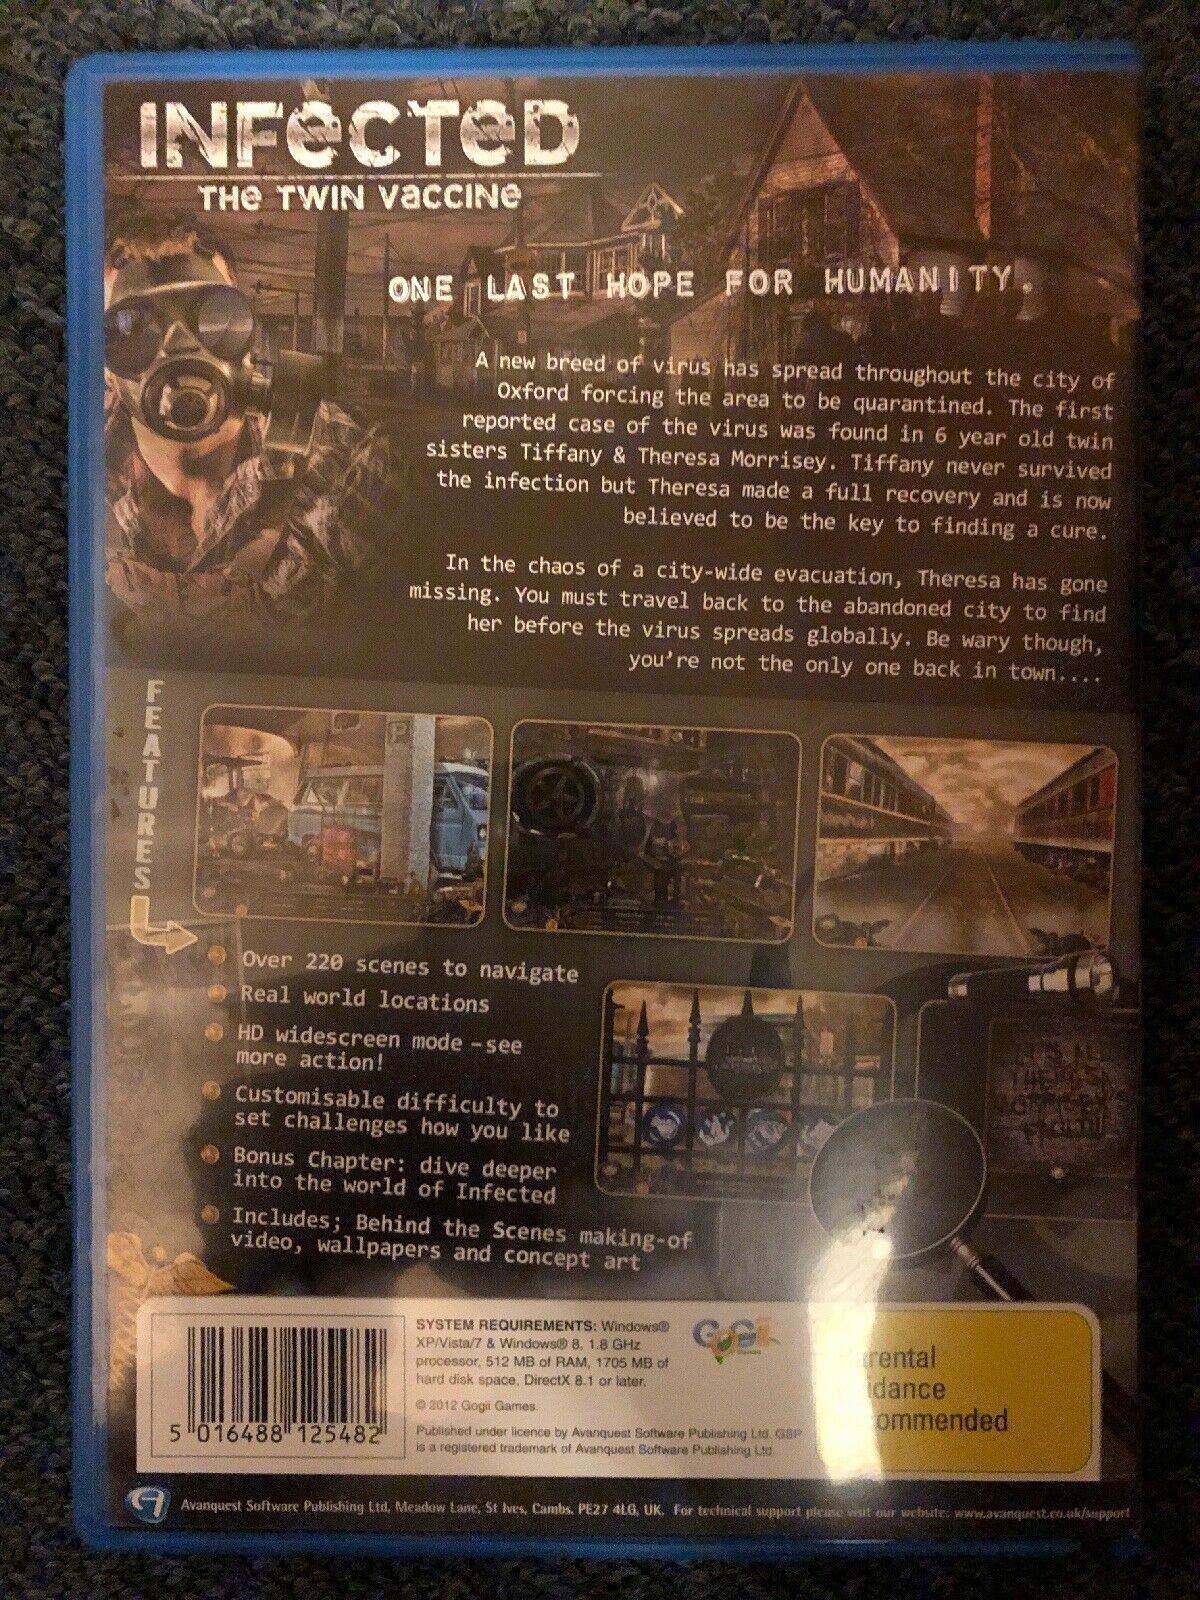 INFECTED
THE TWIN VACCINE
ONE LAST HOPE FOR HUMANITY.
A new breed of virus has spread throughout the city of
Oxford forcing the area to be quarantined. The first
reported case of the virus was found in 6 year old twin
sisters Tiffany & Theresa Morrisey. Tiffany never survived
the infection but Theresa made a full recovery and is now
believed to be the key to finding a cure.
In the chaos of a city-wide evacuation, Theresa has gone
missing. You must travel back to the abandoned city to find
her before the virus spreads globally. Be wary though,
you're not the only one back in town....
FEATURES
P
Over 220 scenes to navigate
Real world locations
HD widescreen mode – see
more action!
Customisable difficulty to
set challenges how you like
Bonus Chapter: dive deeper
into the world of Infected
Includes; Behind the Scenes making-of
video, wallpapers and concept art
IT'S ALL
SYSTEM REQUIREMENTS: Windows®
XP/Vista/7 & Windows® 8, 1.8 GHz
processor, 512 MB of RAM, 1705 MB of
hard disk space, DirectX 8.1 or later.
© 2012 Gogii Games.
Published under licence by Avanquest Software Publishing Ltd. GSP
is a registered trademark of Avanquest Software Publishing Ltd
GOGII
rental
idance
commended
5 016488 125482
Avanquest Software Publishing Ltd, Meadow Lane, St Ives, Cambs. PE27 4LG, UK. For technical support please visit our website: www.avanquest.co.uk/support